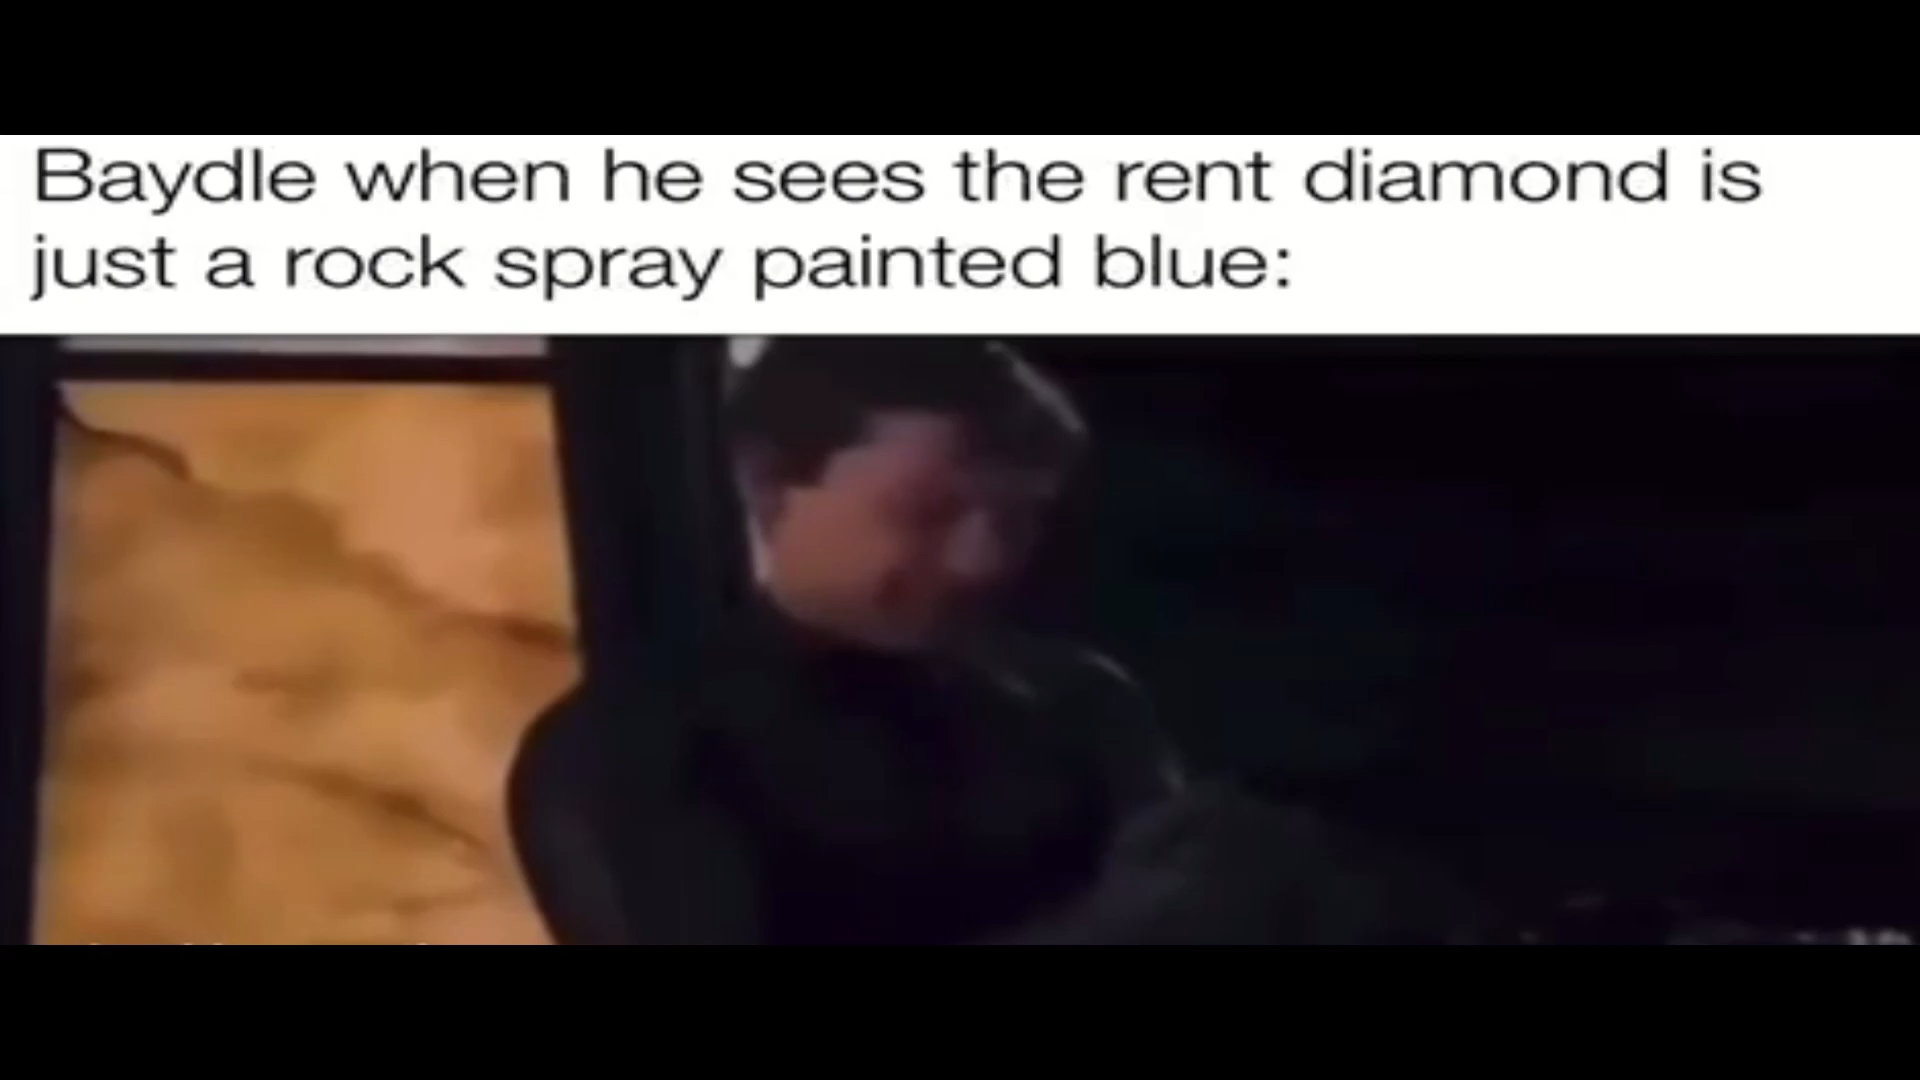 Baydle when he sees the rent diamond is
just a rock spray painted blue: